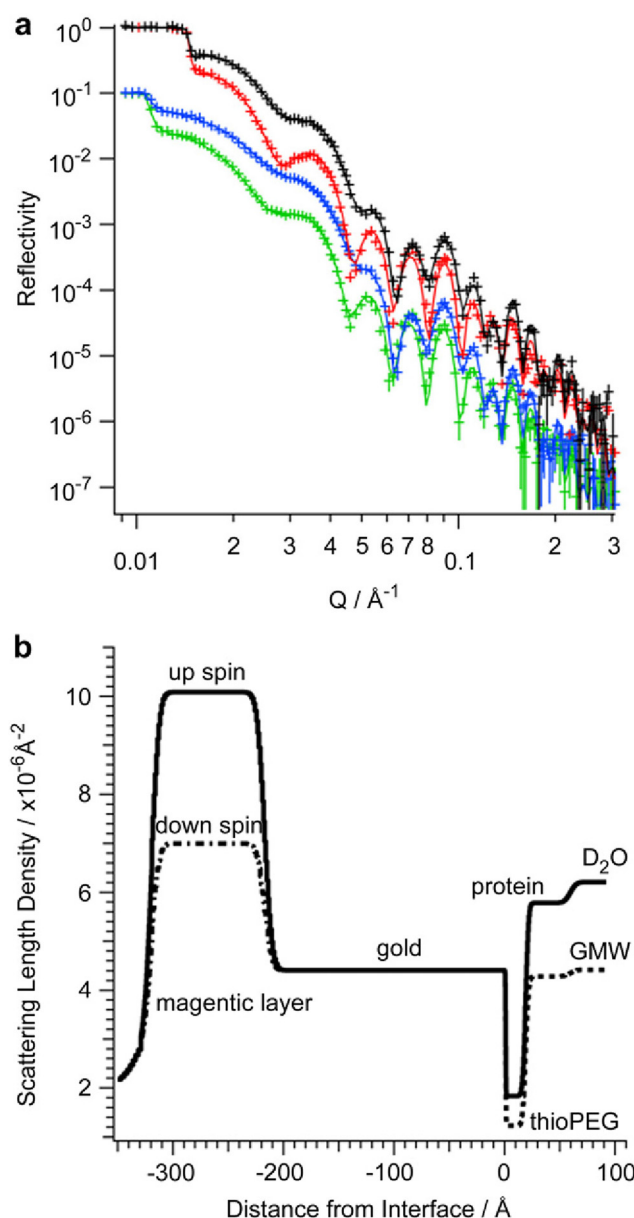 a
10⁰
10⁻¹
10⁻²
10⁻³
10⁻⁴
10⁻⁵
10⁻⁶
10⁻⁷
Reflectivity
2 3 4 5 6 7 8 2 3
0.01 0.1
Q / Å⁻¹
b
up spin
10
8
6
4
2
Scattering Length Density / x10⁻⁶Å⁻²
down spin
D₂O
protein
gold
GMW
magentic layer
thioPEG
-300 -200 -100 0 100
Distance from Interface / Å